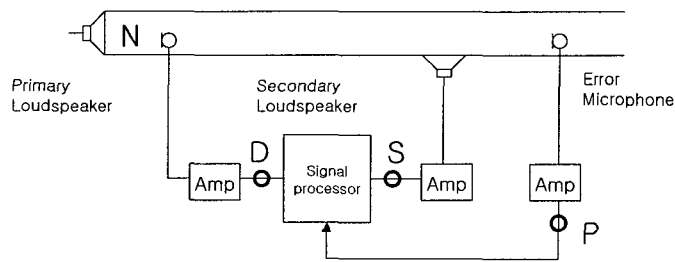 N
Primary
Loudspeaker
Secondary
Loudspeaker
Error
Microphone
D
S
Signal
processor
Amp
Amp
Amp
P